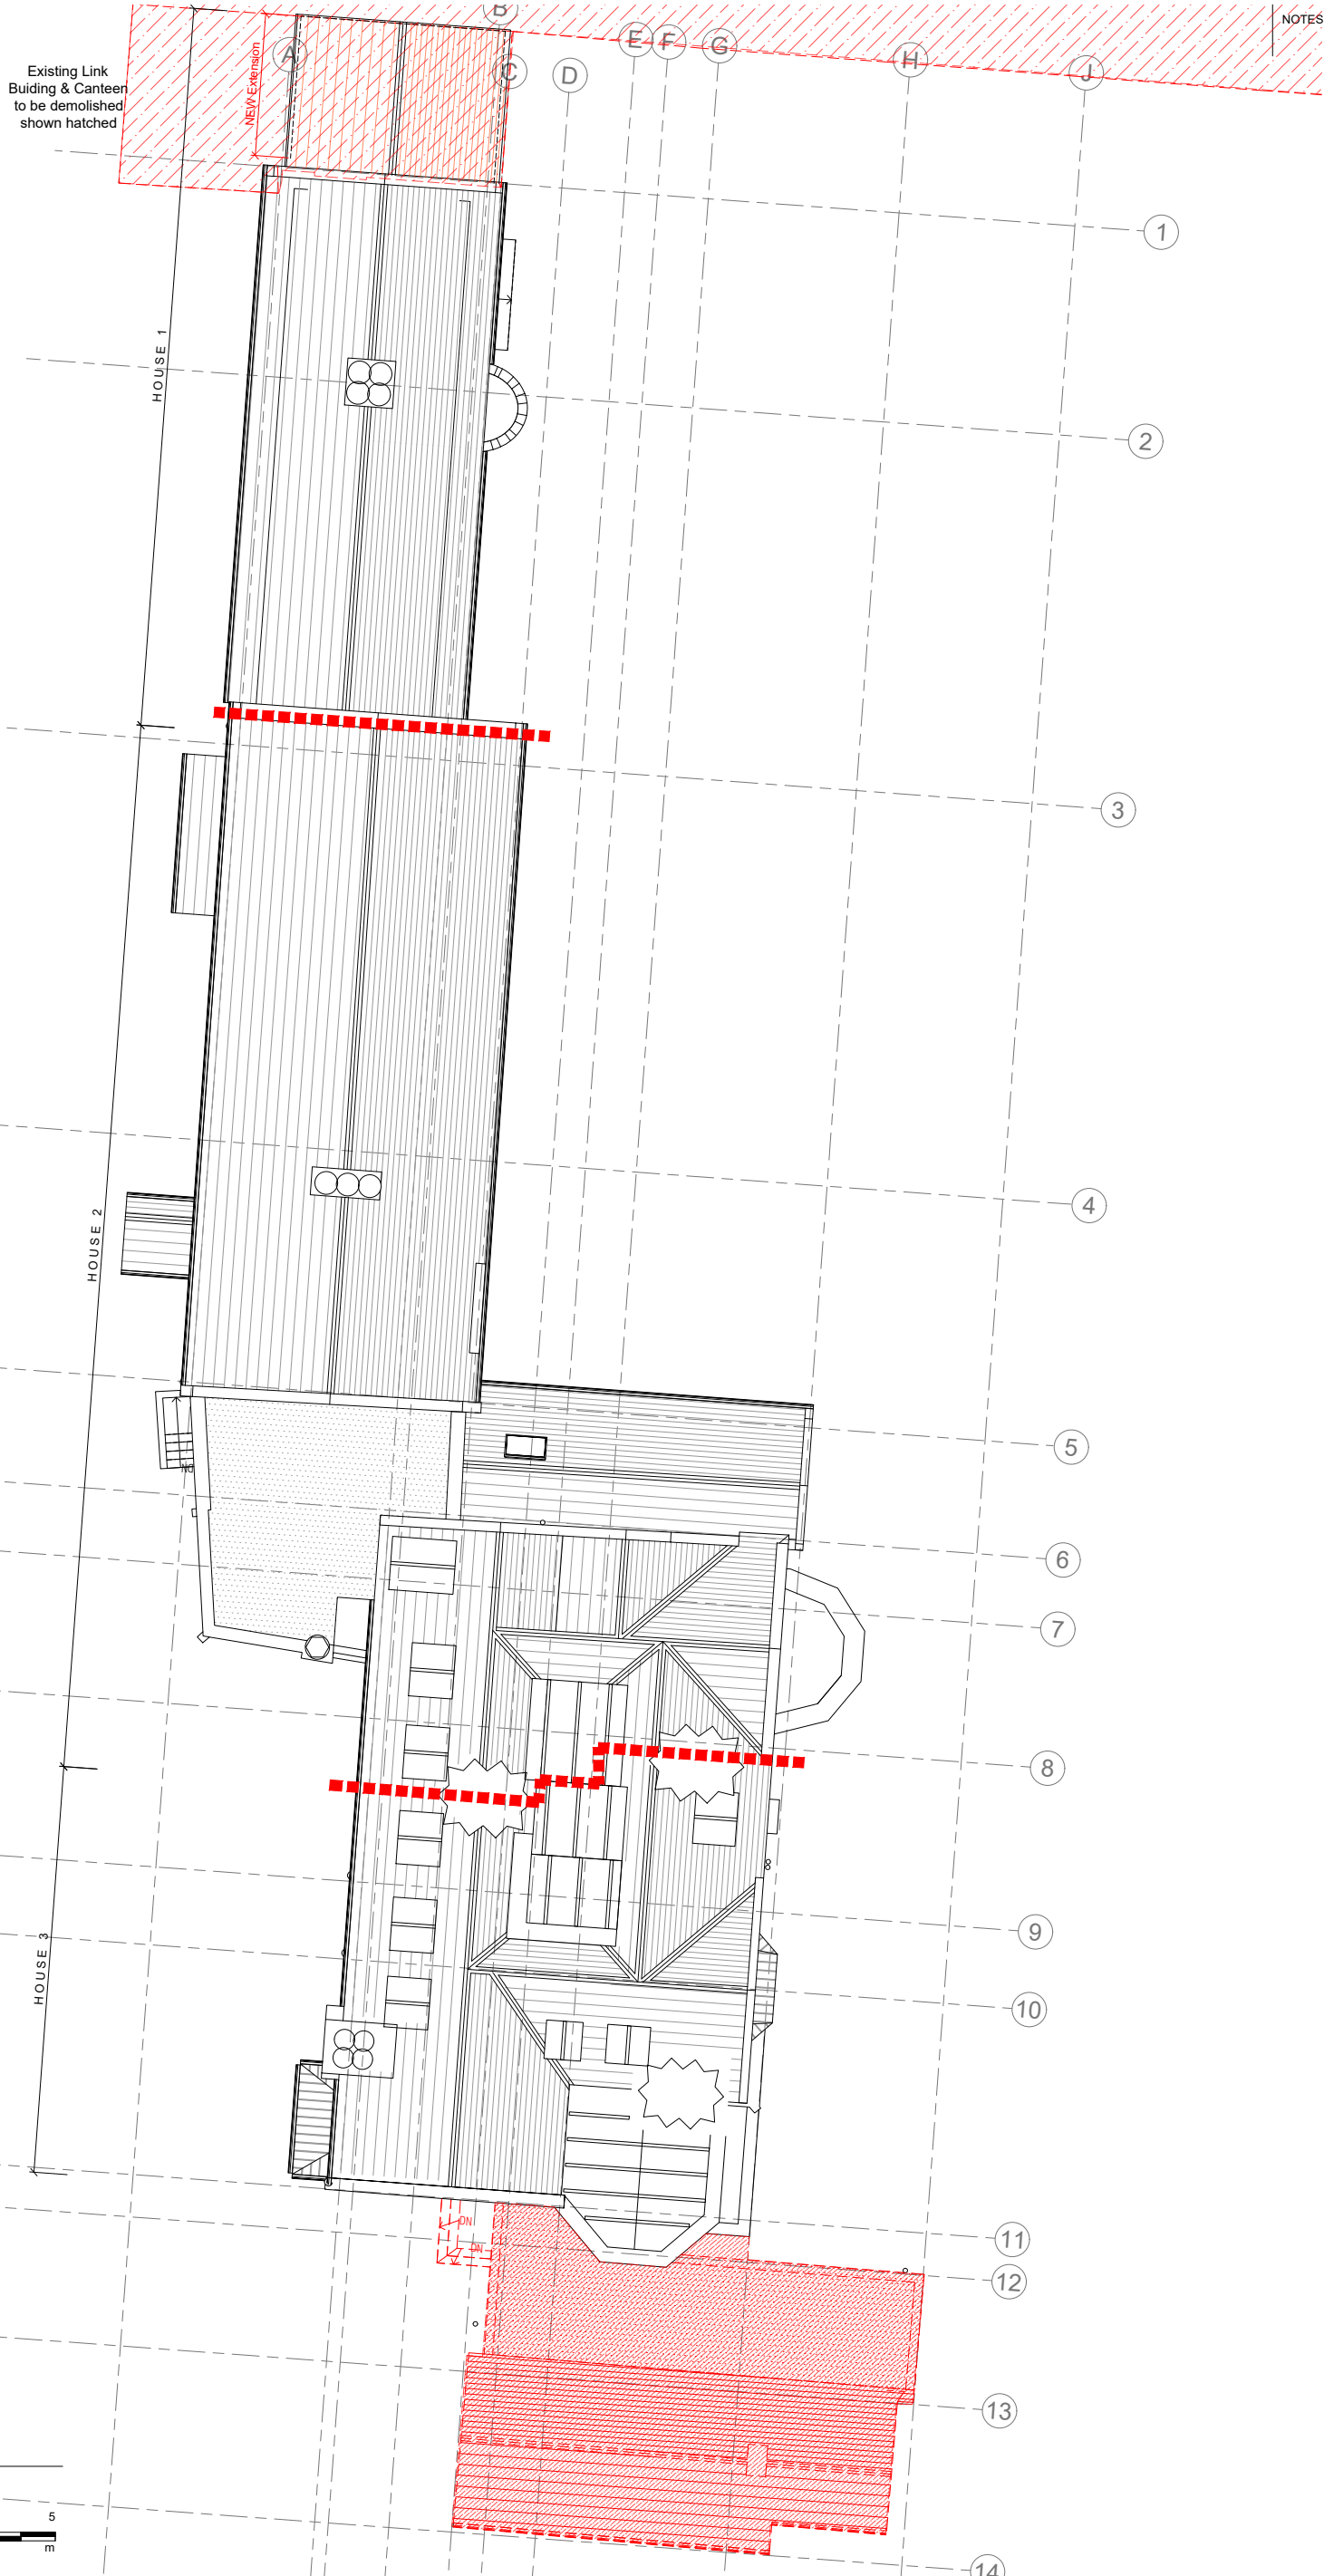 B
NOTES
A
E
F
G
H
J
C
D
Existing Link
Buiding & Canteen
to be demolished
shown hatched
NEW Extension
1
HOUSE 1
2
3
4
HOUSE 2
5
DN
6
7
8
9
HOUSE 3
10
11
DN
DN
12
13
5
m
14